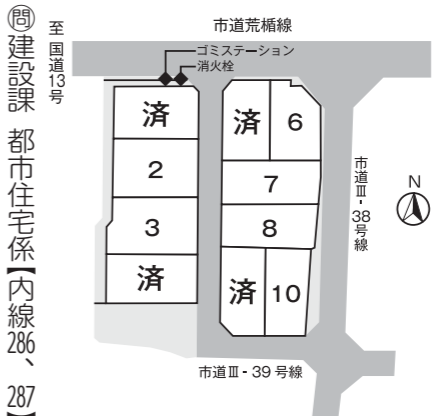 市道荒楯線
至 国道13号
ゴミステーション
消火栓
済
済
6
2
7
3
8
済
済
10
市道Ⅲ-38号線
N
市道Ⅲ-39号線
㉄建設課 都市住宅係【内線286、287】